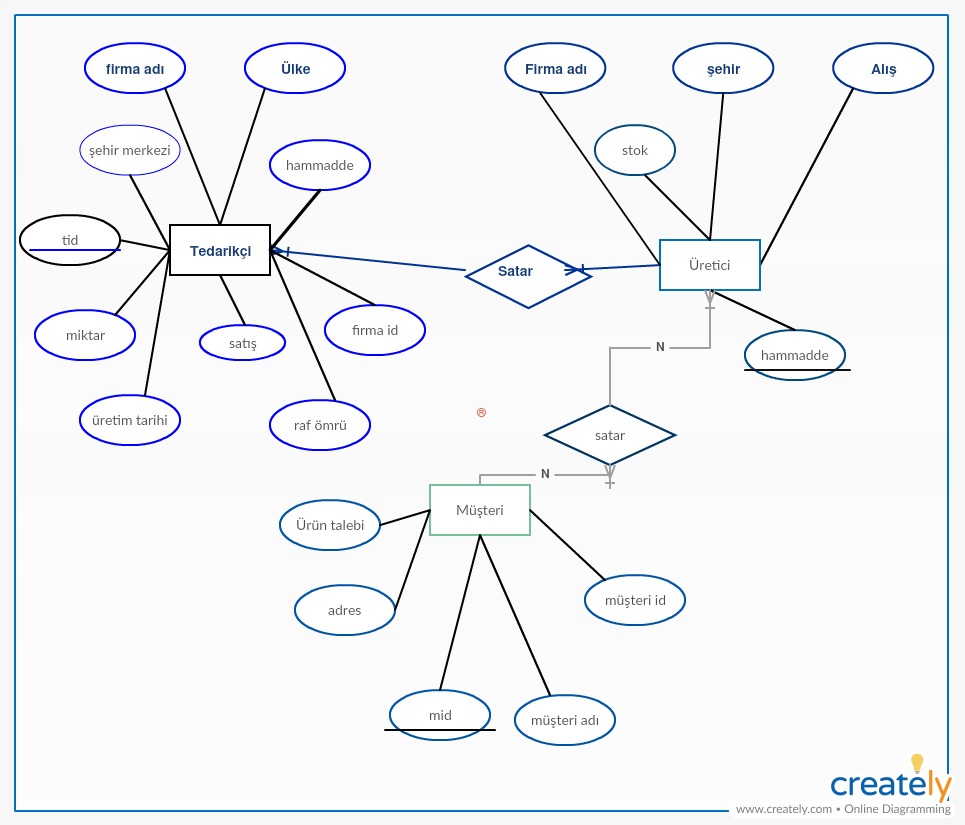 firma adı
Ülke
Firma adı
şehir
Alış
şehir merkezi
hammadde
stok
tid
Tedarikçi
Satar
Üretici
miktar
satış
firma id
hammadde
N
üretim tarihi
raf ömrü
®
satar
N
Müşteri
Ürün talebi
adres
müşteri id
mid
müşteri adı
creately
www.creately.com • Online Diagramming